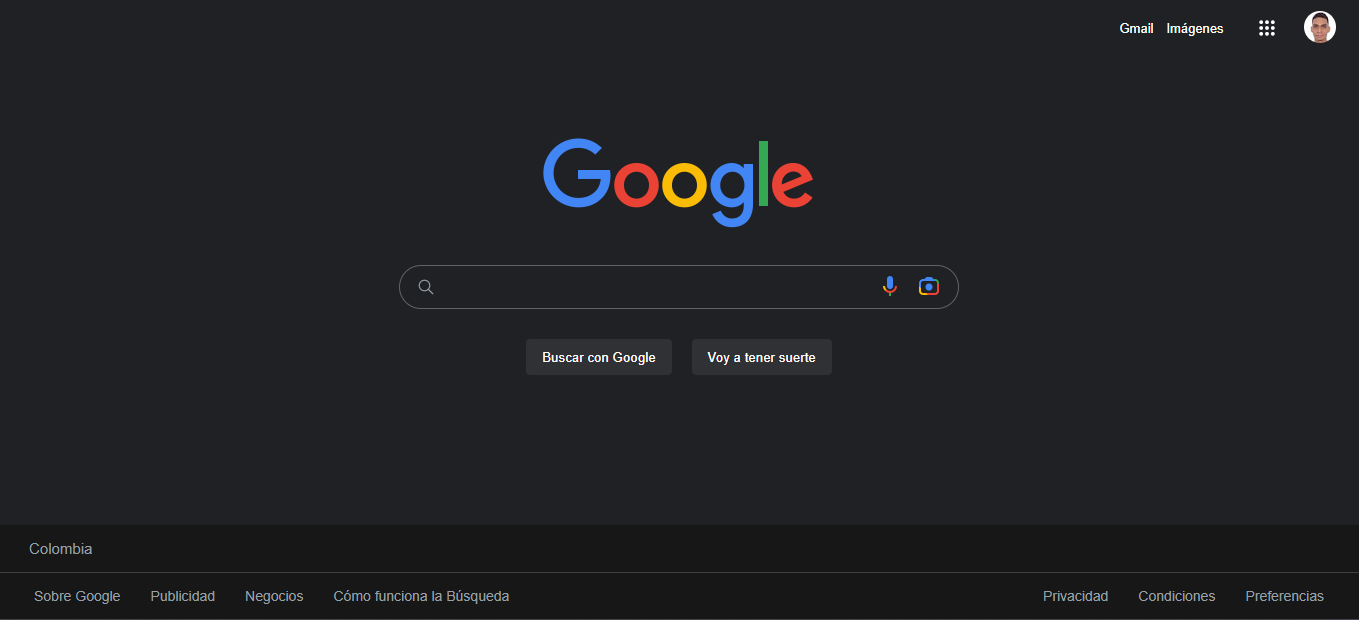 Gmail Imágenes
Google
Buscar con Google Voy a tener suerte
Colombia
Sobre Google Publicidad Negocios Cómo funciona la Búsqueda Privacidad Condiciones Preferencias